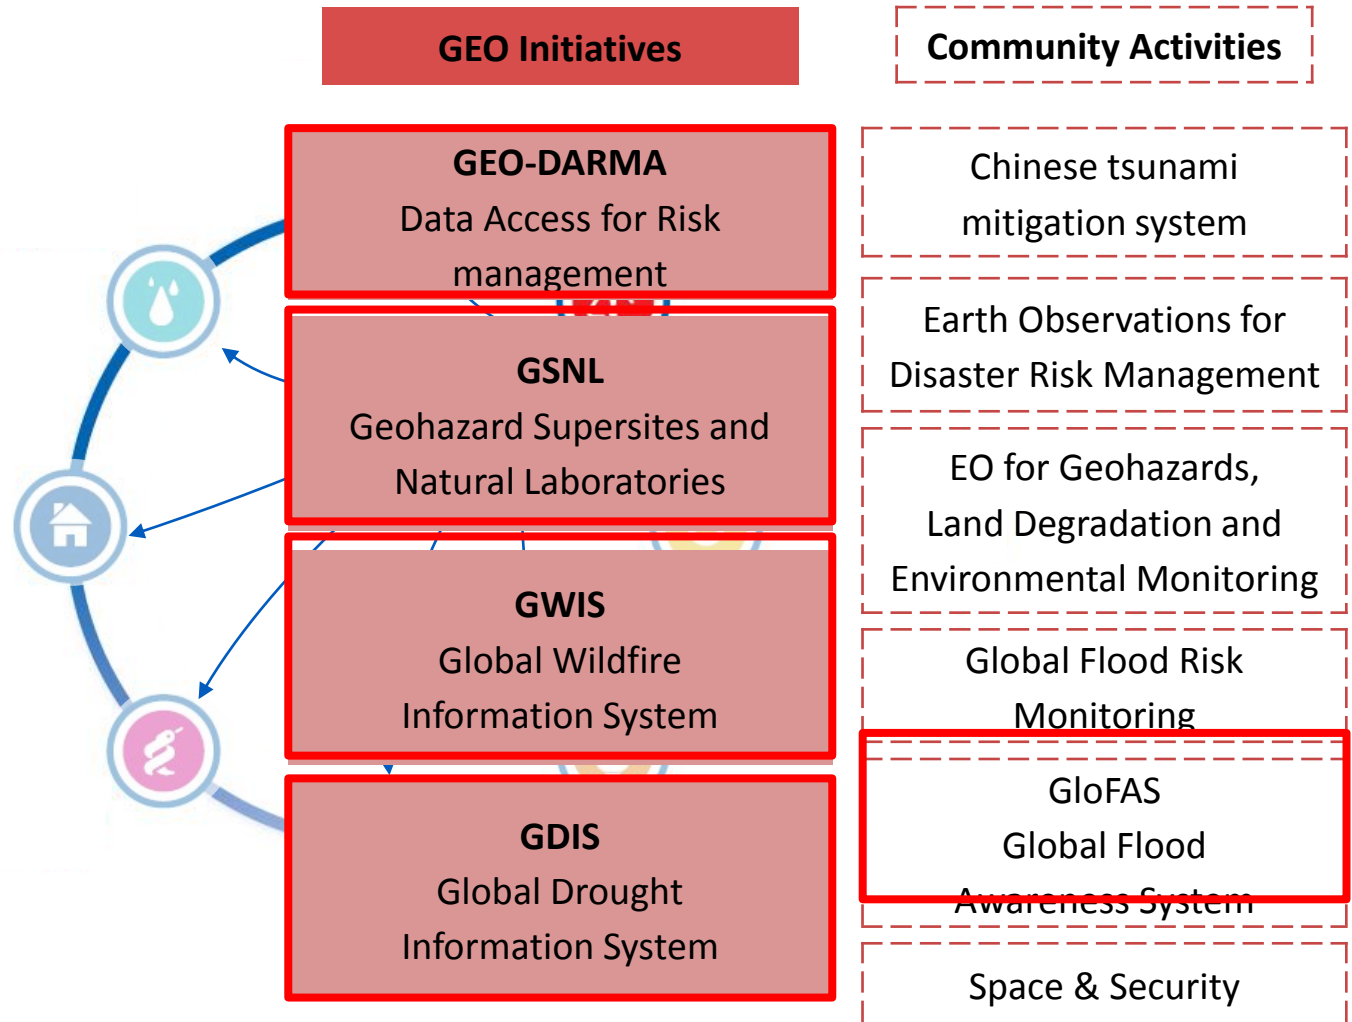 GEO Initiatives
GEO-DARMA
Data Access for Risk
management
GSNL
Geohazard Supersites and
Natural Laboratories
GWIS
Global Wildfire
Information System
GDIS
Global Drought
Information System
Community Activities
Chinese tsunami
mitigation system
Earth Observations for
Disaster Risk Management
EO for Geohazards,
Land Degradation and
Environmental Monitoring
Global Flood Risk
Monitoring
GloFAS
Global Flood
Awareness System
Space & Security